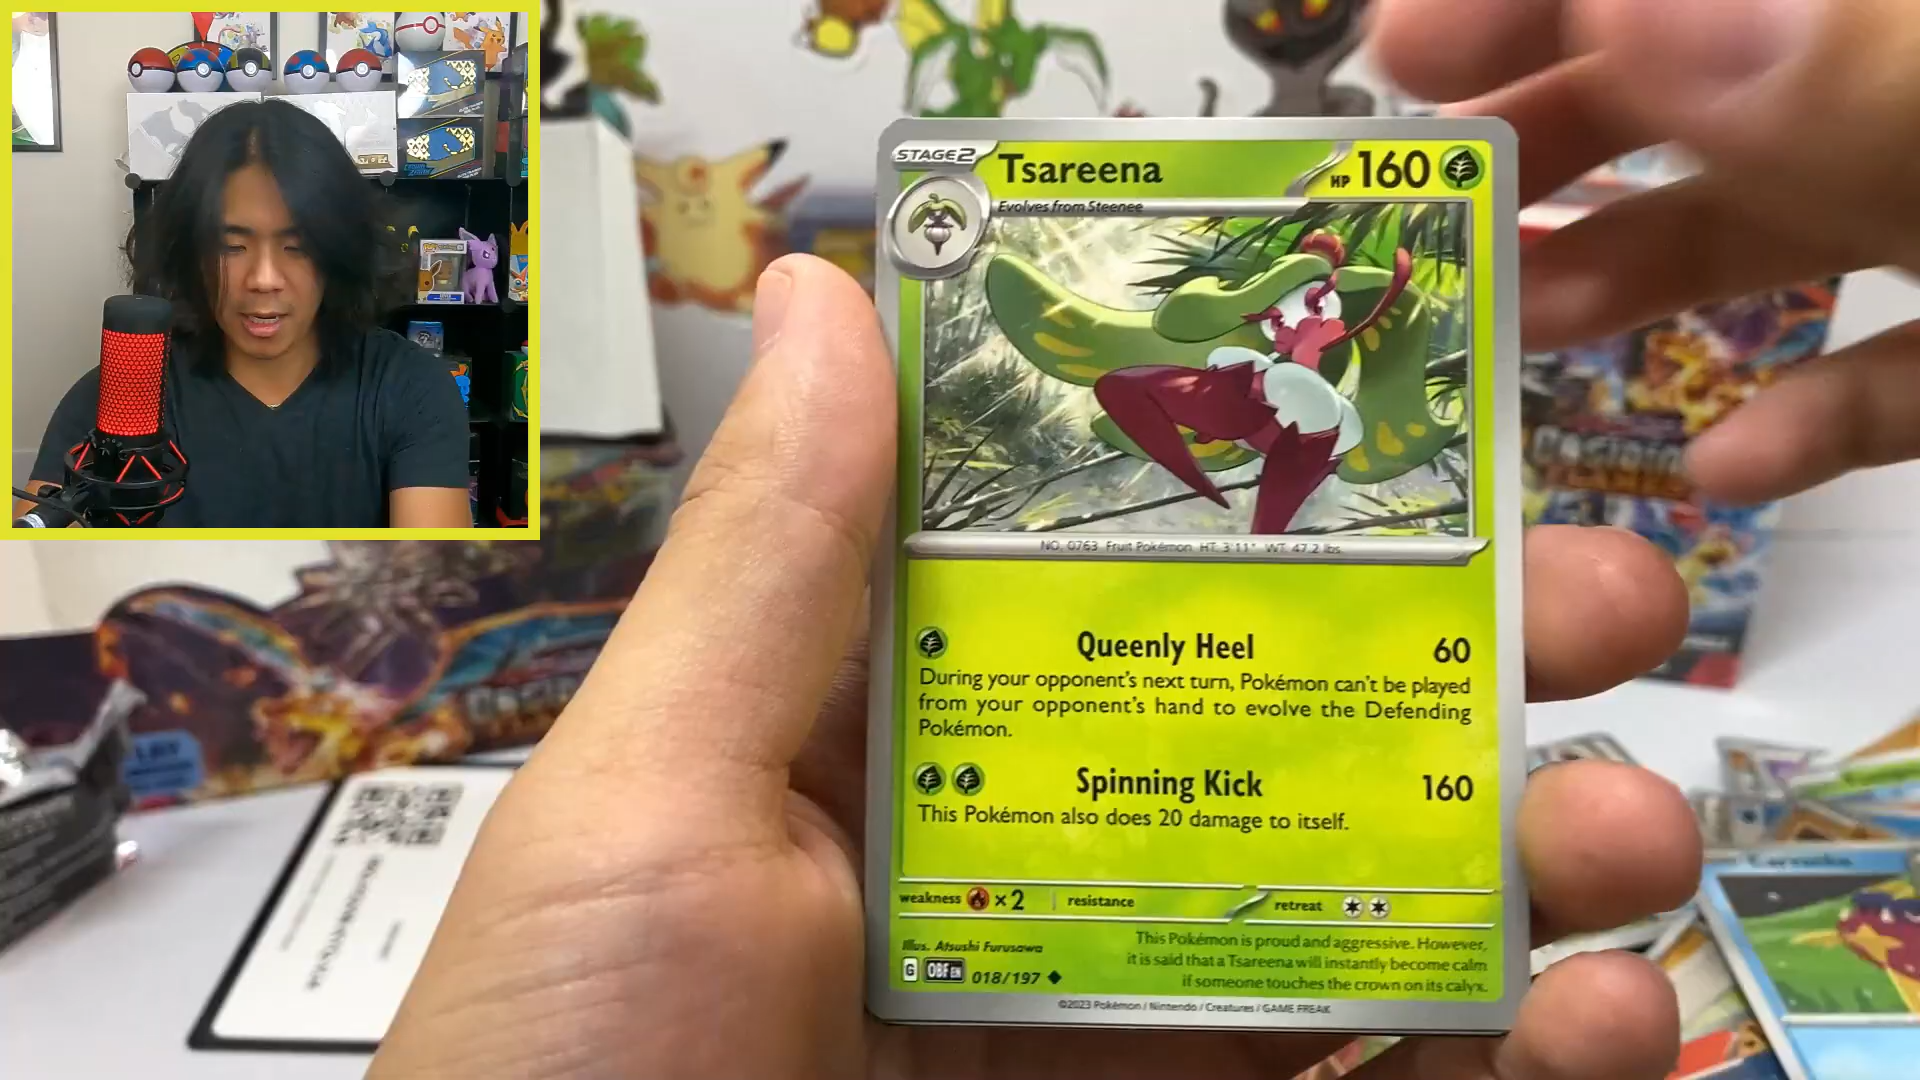 STAGE2
Tsareena
HP 160
Evolves from Steenee
NO. 0763 Fruit Pokémon HT: 3'11" WT: 47.2 lbs.
Queenly Heel 60
During your opponent's next turn, Pokémon can't be played
from your opponent's hand to evolve the Defending
Pokémon.
Spinning Kick 160
This Pokémon also does 20 damage to itself.
weakness ×2 resistance retreat
Illus. Atsushi Furusawa
G OBF EN 018/197
This Pokémon is proud and aggressive. However,
it is said that a Tsareena will instantly become calm
if someone touches the crown on its calyx.
©2023 Pokémon / Nintendo / Creatures / GAME FREAK
OBSIDIAN
FLAMES